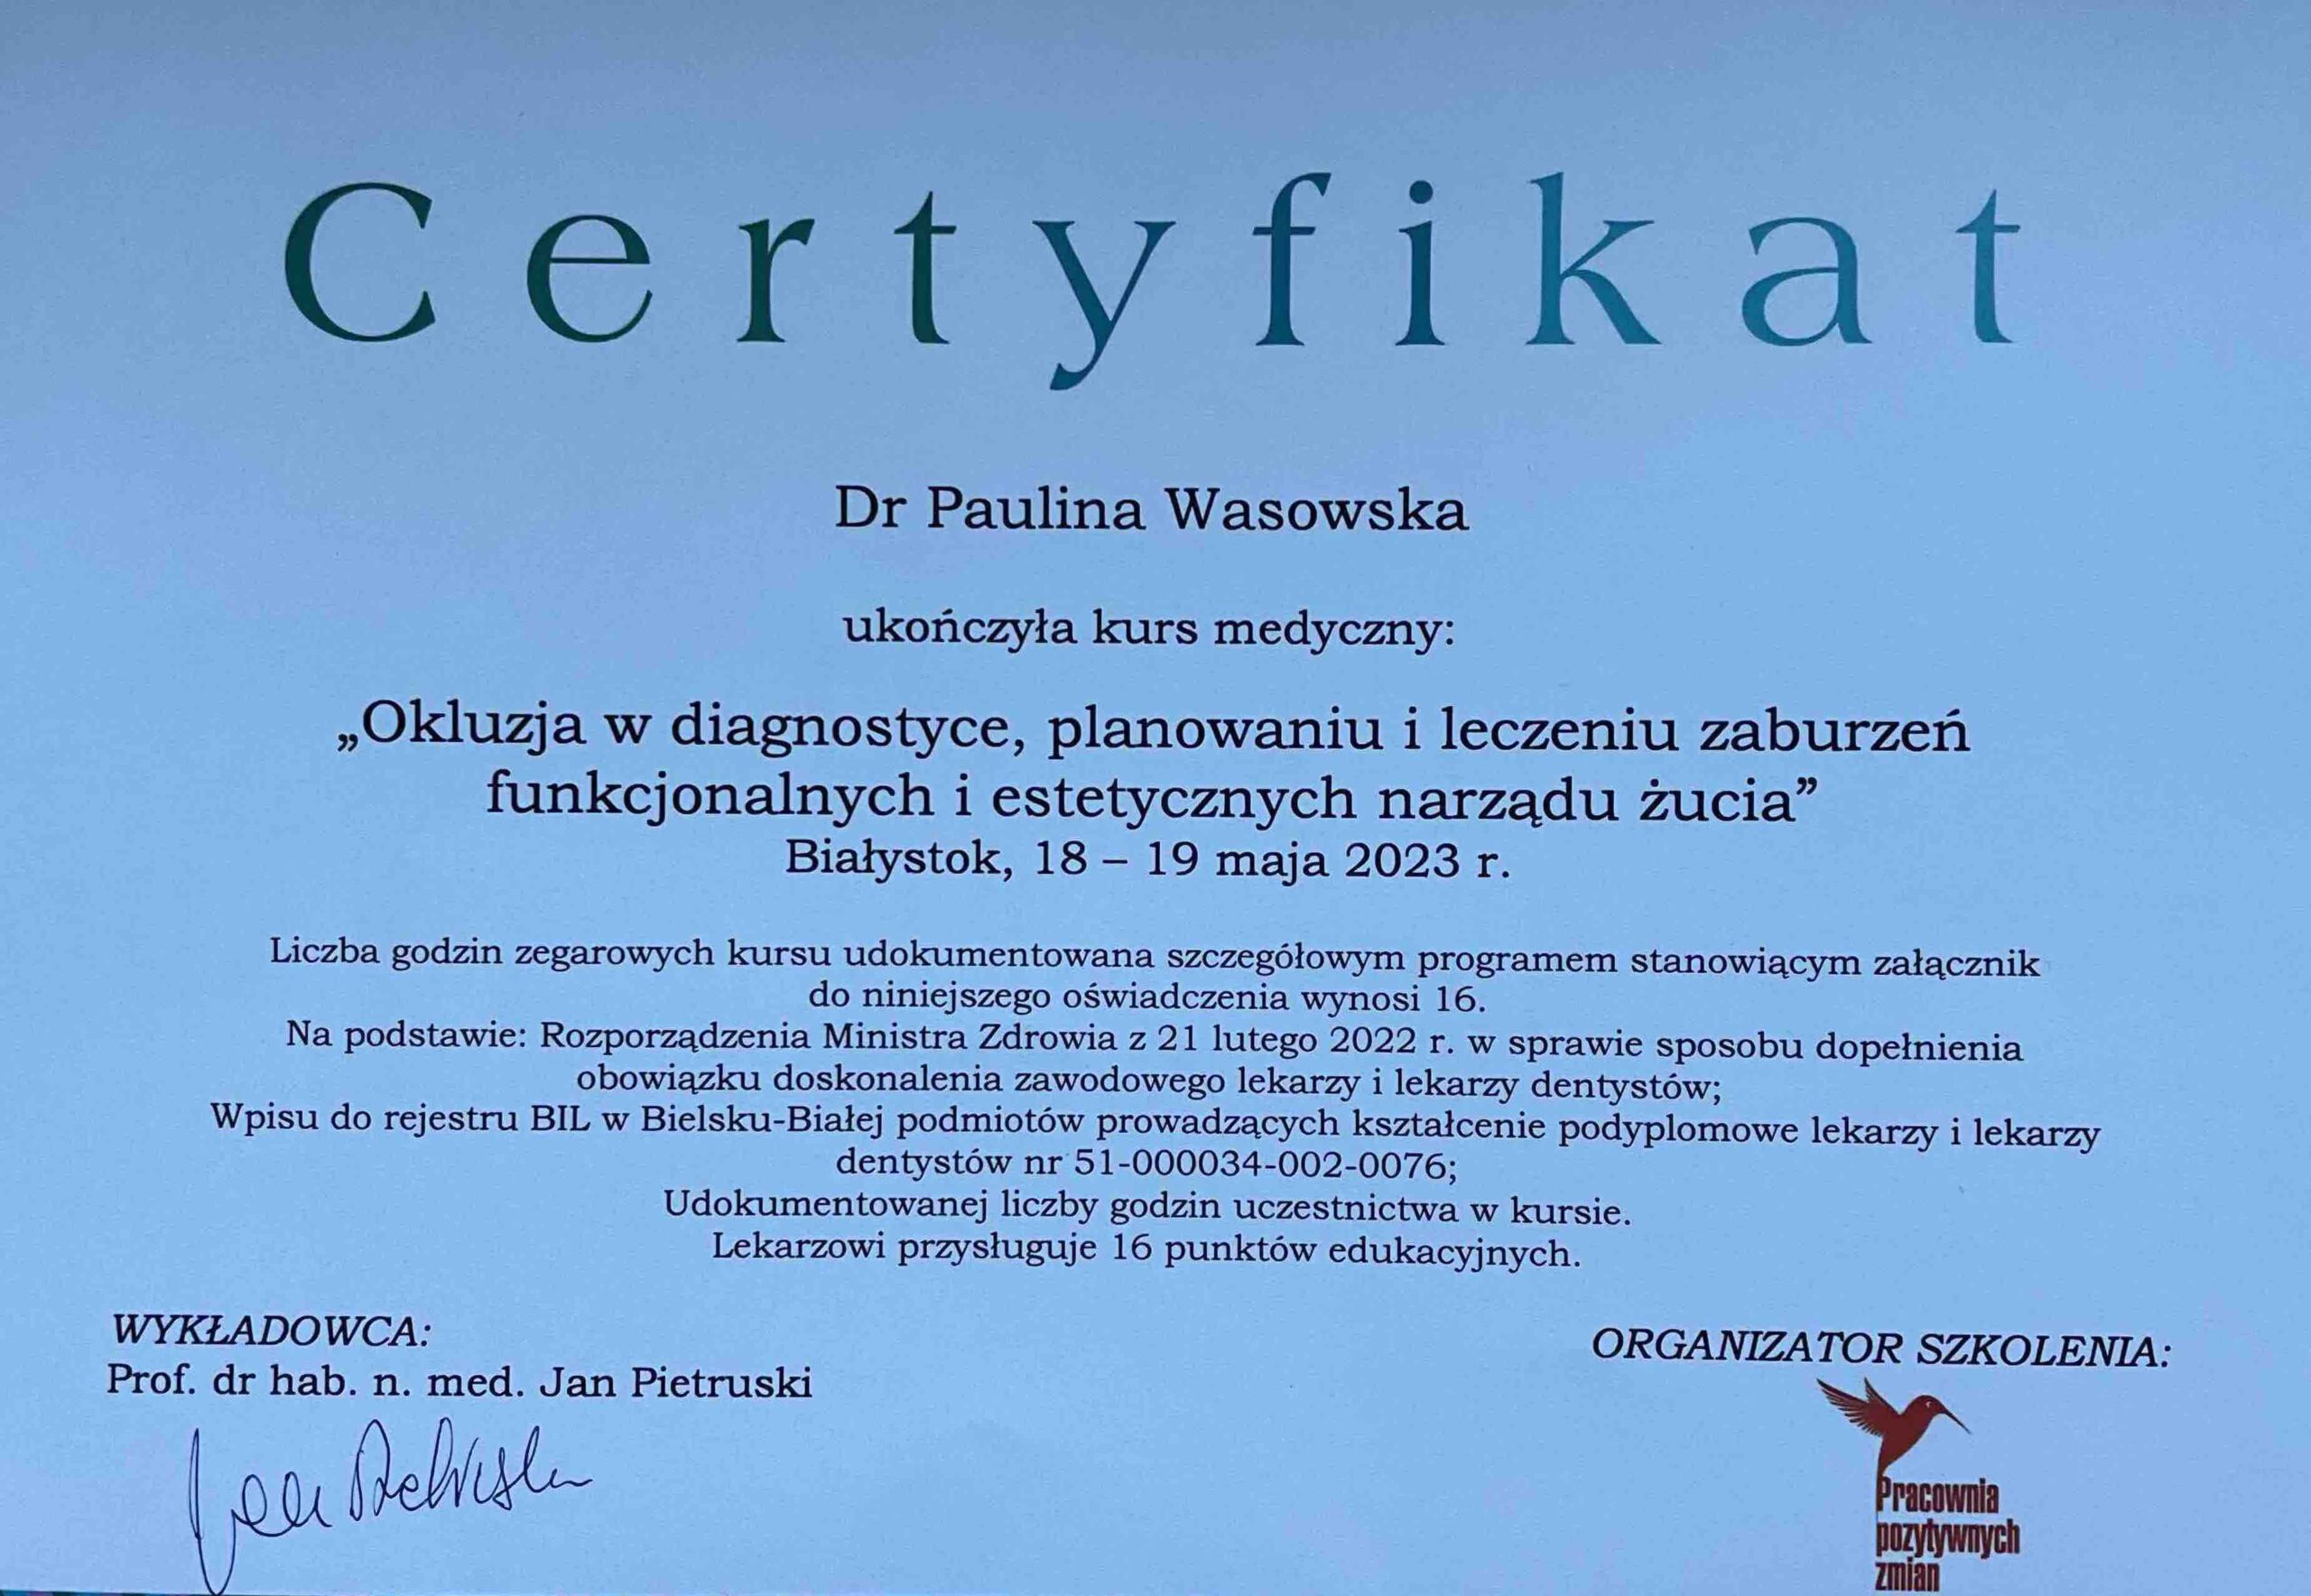 Certyfikat
Dr Paulina Wasowska
ukończyła kurs medyczny:
„Okluzja w diagnostyce, planowaniu i leczeniu zaburzeń
funkcjonalnych i estetycznych narządu żucia”
Białystok, 18 – 19 maja 2023 r.
Liczba godzin zegarowych kursu udokumentowana szczegółowym programem stanowiącym załącznik
do niniejszego oświadczenia wynosi 16.
Na podstawie: Rozporządzenia Ministra Zdrowia z 21 lutego 2022 r. w sprawie sposobu dopełnienia
obowiązku doskonalenia zawodowego lekarzy i lekarzy dentystów;
Wpisu do rejestru BIL w Bielsku-Białej podmiotów prowadzących kształcenie podyplomowe lekarzy i lekarzy
dentystów nr 51-000034-002-0076;
Udokumentowanej liczby godzin uczestnictwa w kursie.
Lekarzowi przysługuje 16 punktów edukacyjnych.
WYKŁADOWCA:
Prof. dr hab. n. med. Jan Pietruski
ORGANIZATOR SZKOLENIA:
Pracownia
pozytywnych
zmian